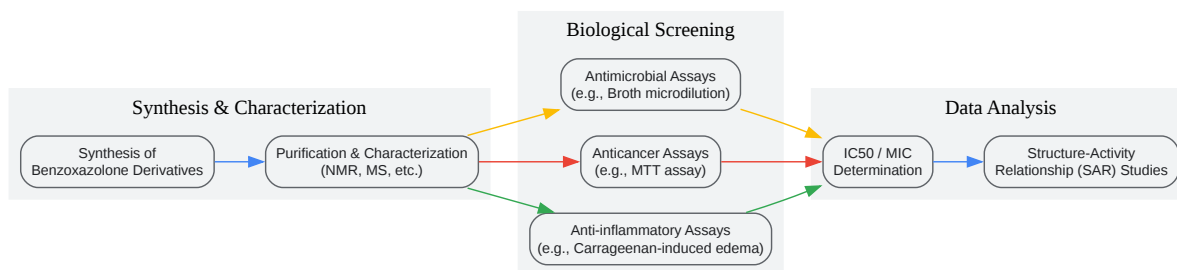 Synthesis & Characterization
Synthesis of
Benzoxazolone Derivatives
Purification & Characterization
(NMR, MS, etc.)
Biological Screening
Antimicrobial Assays
(e.g., Broth microdilution)
Anticancer Assays
(e.g., MTT assay)
Anti-inflammatory Assays
(e.g., Carrageenan-induced edema)
Data Analysis
IC50 / MIC
Determination
Structure-Activity
Relationship (SAR) Studies